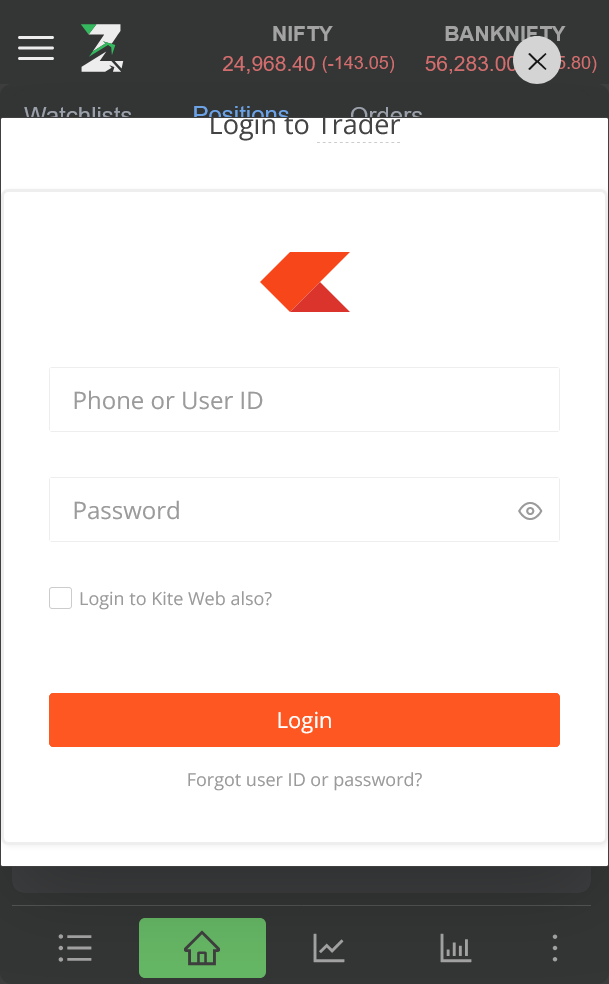 NIFTY BANKNIFTY
24,968.40 (-143.05) 56,283.00 5.80)
Watchlists Positions Orders
Login to Trader
Phone or User ID
Password
Login to Kite Web also?
Login
Forgot user ID or password?